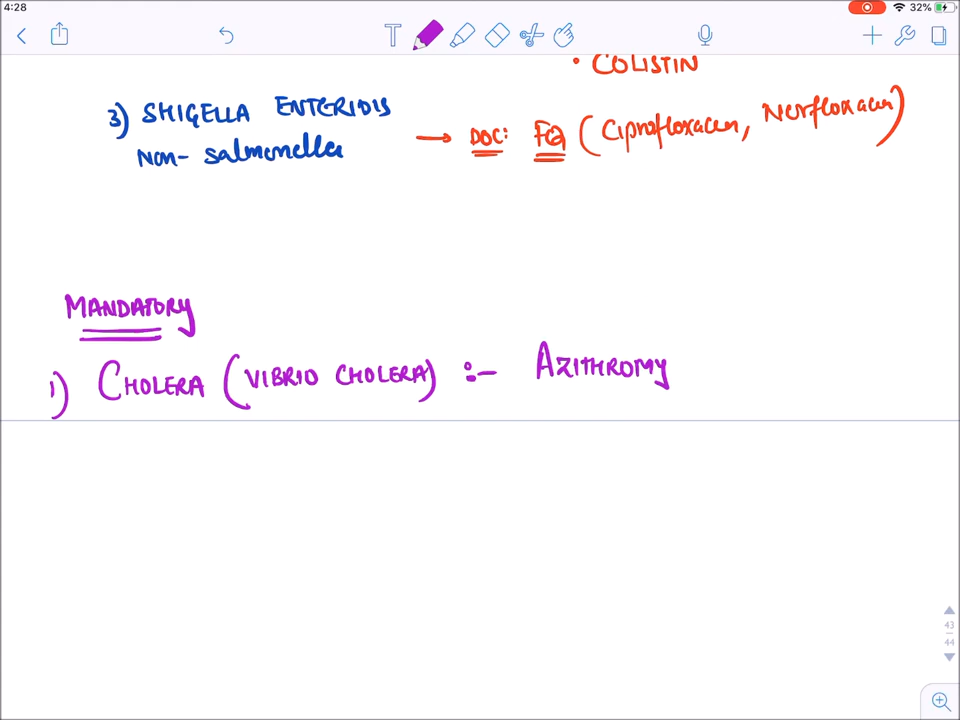 4:28
32%
T
• COLISTIN
3) SHIGELLA ENTERIDIS
Non- Salmonella
→ DOC: FQ (Ciprofloxacin, Norfloxacin)
MANDATORY
1) CHOLERA (VIBRIO CHOLERA) :- AZITHROMY
43
44